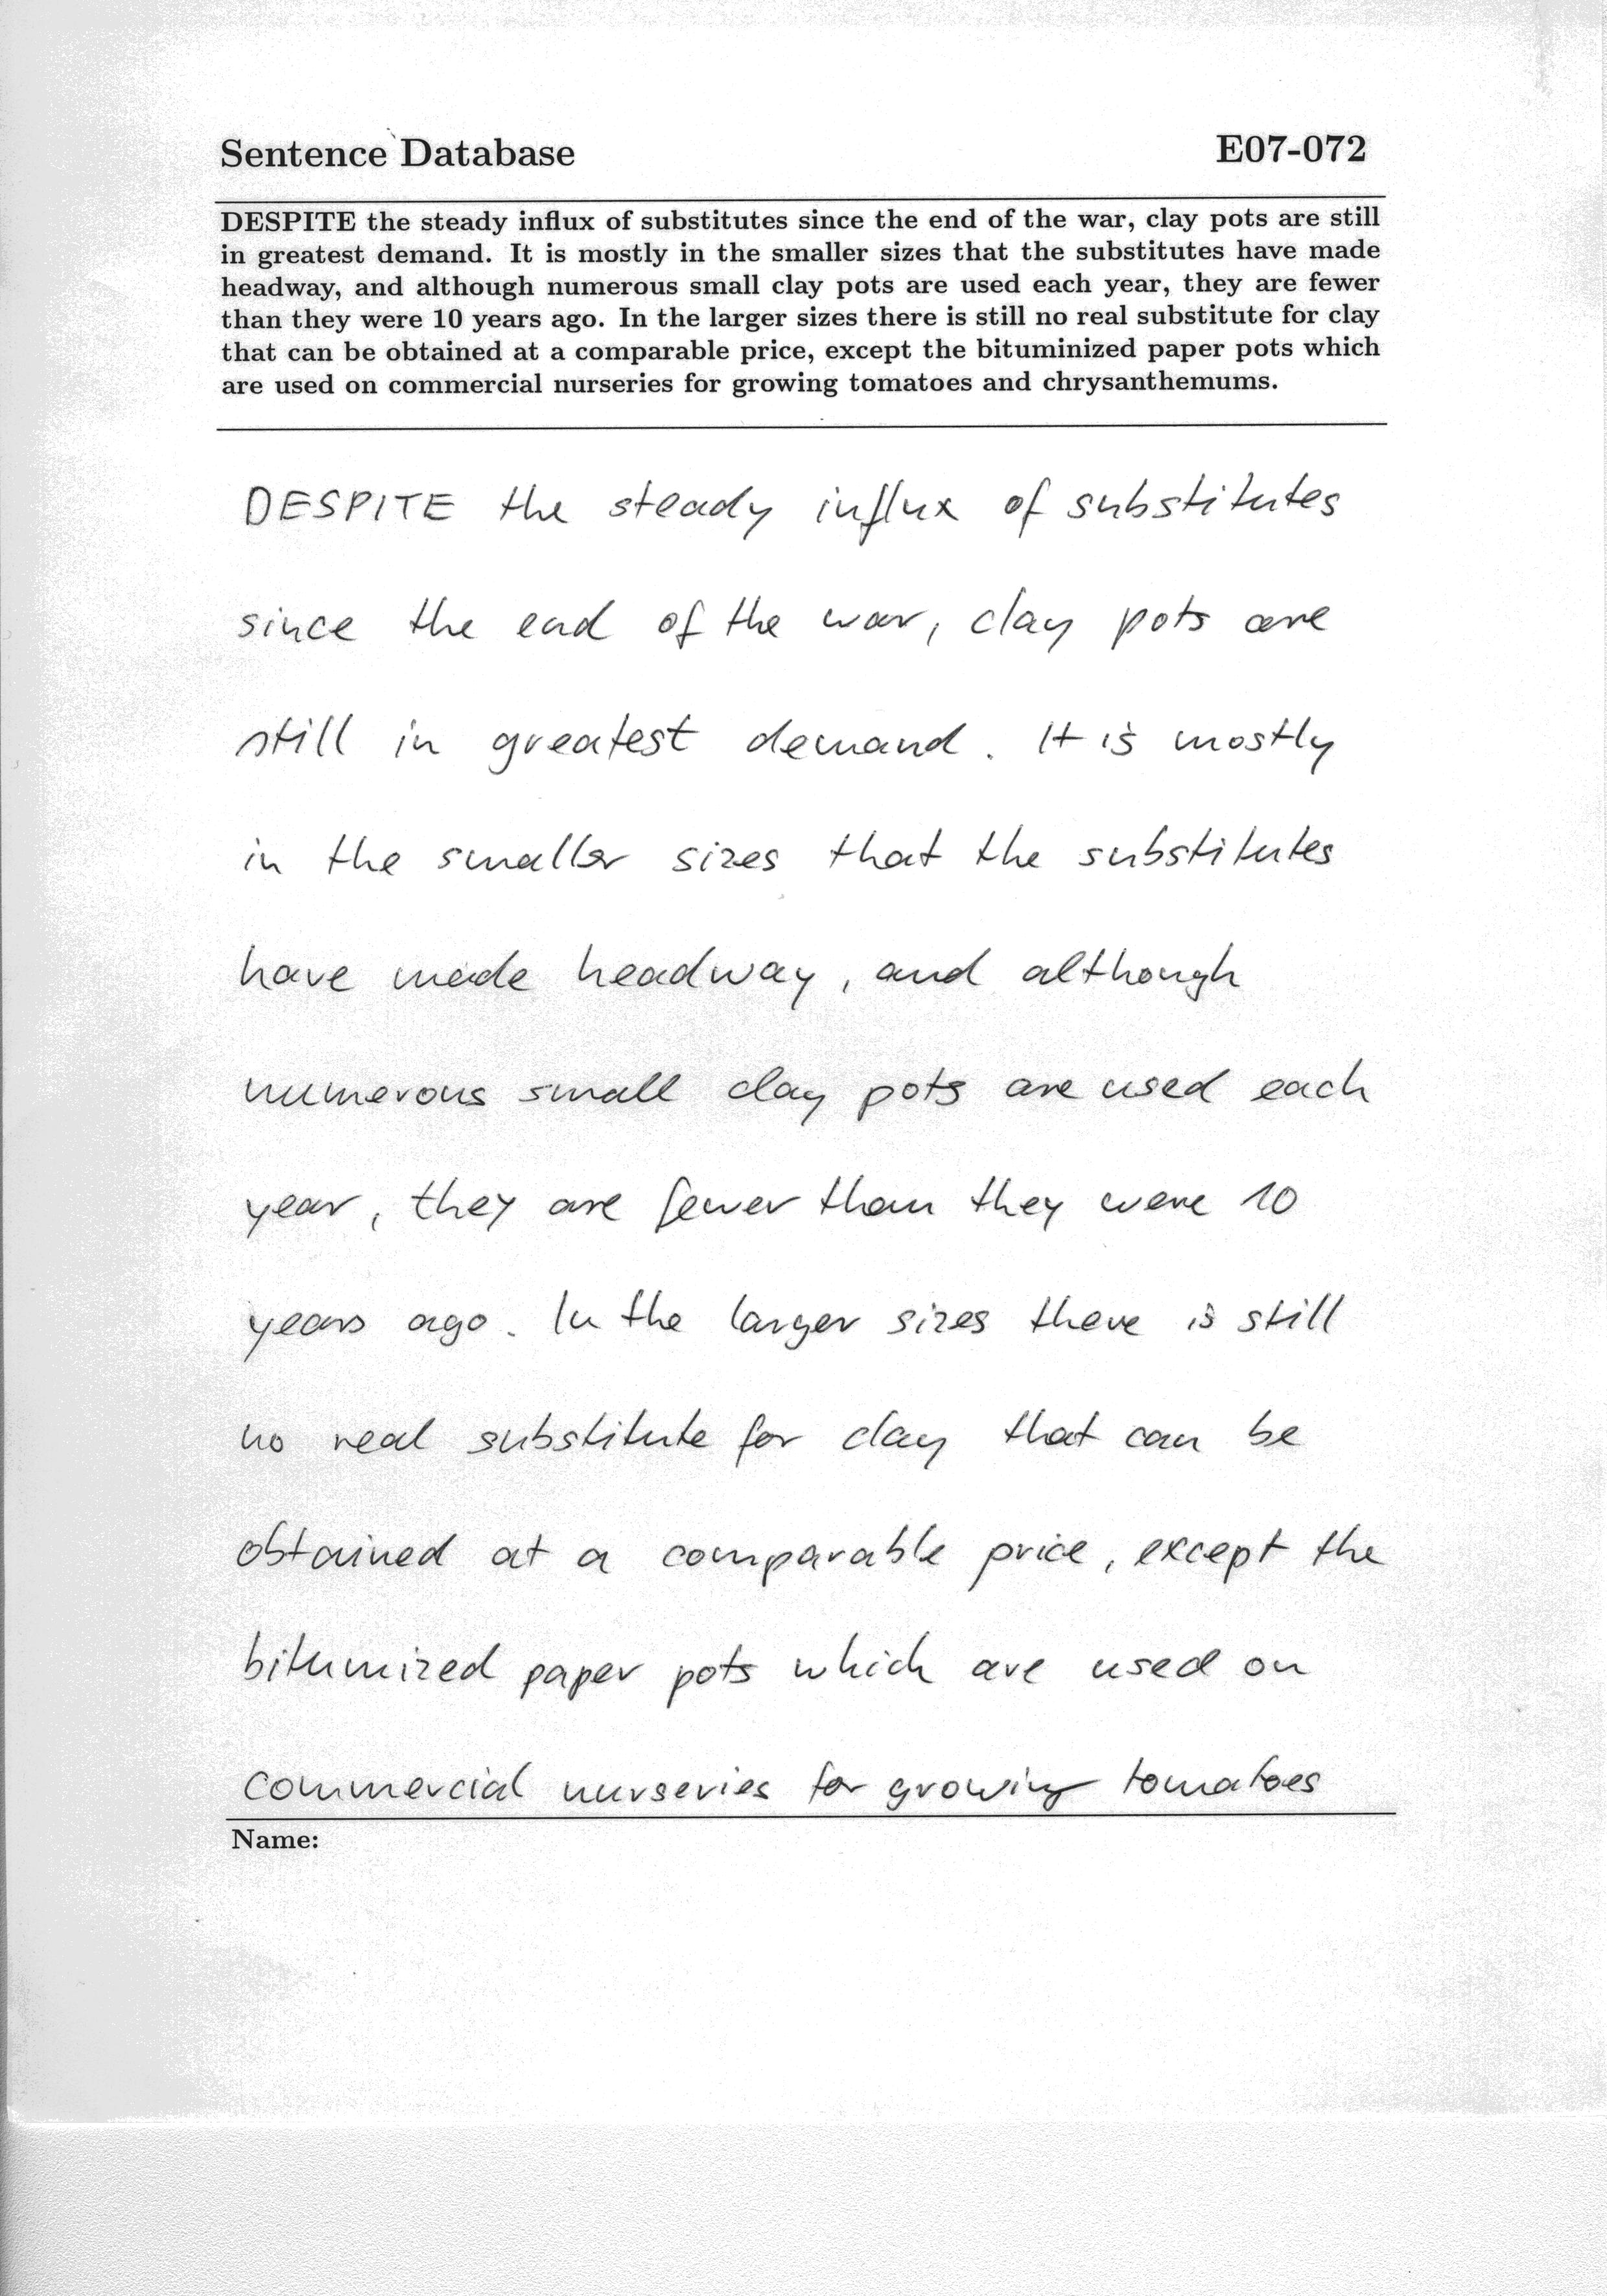 Sentence Database E07-072
DESPITE the steady influx of substitutes since the end of the war, clay pots are still
in greatest demand. It is mostly in the smaller sizes that the substitutes have made
headway, and although numerous small clay pots are used each year, they are fewer
than they were 10 years ago. In the larger sizes there is still no real substitute for clay
that can be obtained at a comparable price, except the bituminized paper pots which
are used on commercial nurseries for growing tomatoes and chrysanthemums.
DESPITE the steady influx of substitutes
since the end of the war, clay pots are
still in greatest demand. It is mostly
in the smaller sizes that the substitutes
have made headway, and although
numerous small clay pots are used each
year, they are fewer than they were 10
years ago. In the larger sizes there is still
no real substitute for clay that can be
obtained at a comparable price, except the
bitumized paper pots which are used on
commercial nurseries for growing tomatoes
Name: